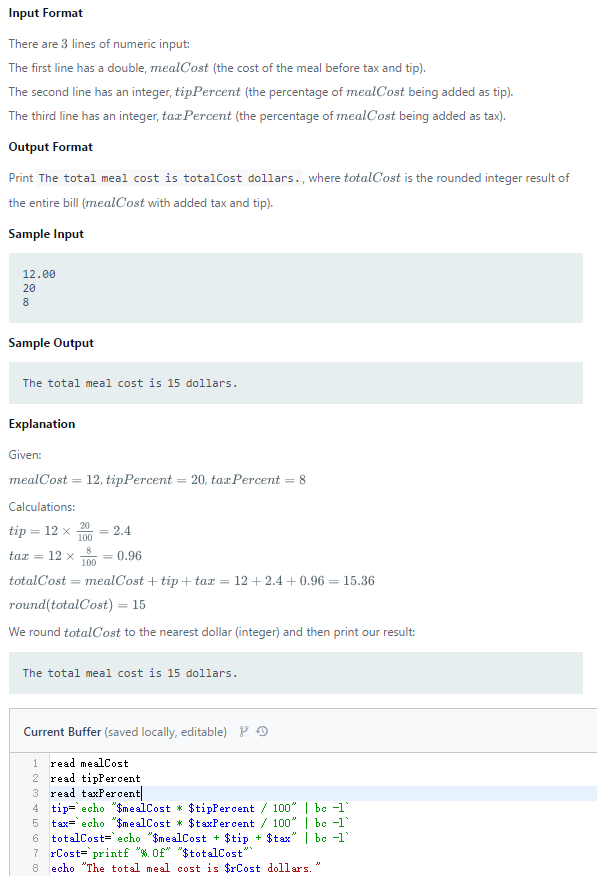 Input Format
There are 3 lines of numeric input:
The first line has a double, mealCost (the cost of the meal before tax and tip).
The second line has an integer, tipPercent (the percentage of mealCost being added as tip).
The third line has an integer, taxPercent (the percentage of mealCost being added as tax).
Output Format
Print The total meal cost is totalCost dollars., where totalCost is the rounded integer result of
the entire bill (mealCost with added tax and tip).
Sample Input
12.00
20
8
Sample Output
The total meal cost is 15 dollars.
Explanation
Given:
mealCost = 12, tipPercent = 20, taxPercent = 8
Calculations:
tip = 12 × 20/100 = 2.4
tax = 12 × 8/100 = 0.96
totalCost = mealCost + tip + tax = 12 + 2.4 + 0.96 = 15.36
round(totalCost) = 15
We round totalCost to the nearest dollar (integer) and then print our result:
The total meal cost is 15 dollars.
Current Buffer (saved locally, editable)
1 read mealCost
2 read tipPercent
3 read taxPercent
4 tip=`echo "$mealCost * $tipPercent / 100" | bc -l`
5 tax=`echo "$mealCost * $taxPercent / 100" | bc -l`
6 totalCost=`echo "$mealCost + $tip + $tax" | bc -l`
7 rCost=`printf "%.0f" "$totalCost"`
8 echo "The total meal cost is $rCost dollars."